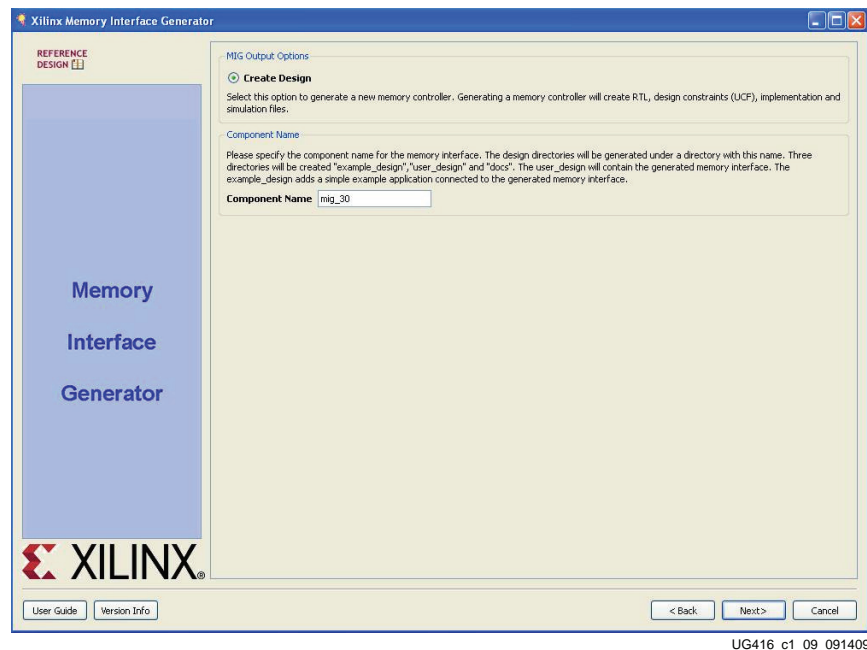 Xilinx Memory Interface Generator
REFERENCE
DESIGN
MIG Output Options
Create Design
Select this option to generate a new memory controller. Generating a memory controller will create RTL, design constraints (UCF), implementation and
simulation files.
Component Name
Please specify the component name for the memory interface. The design directories will be generated under a directory with this name. Three
directories will be created "example_design","user_design" and "docs". The user_design will contain the generated memory interface. The
example_design adds a simple example application connected to the generated memory interface.
Component Name mig_30
Memory
Interface
Generator
XILINX®
User Guide Version Info < Back Next> Cancel
UG416_c1_09_091409